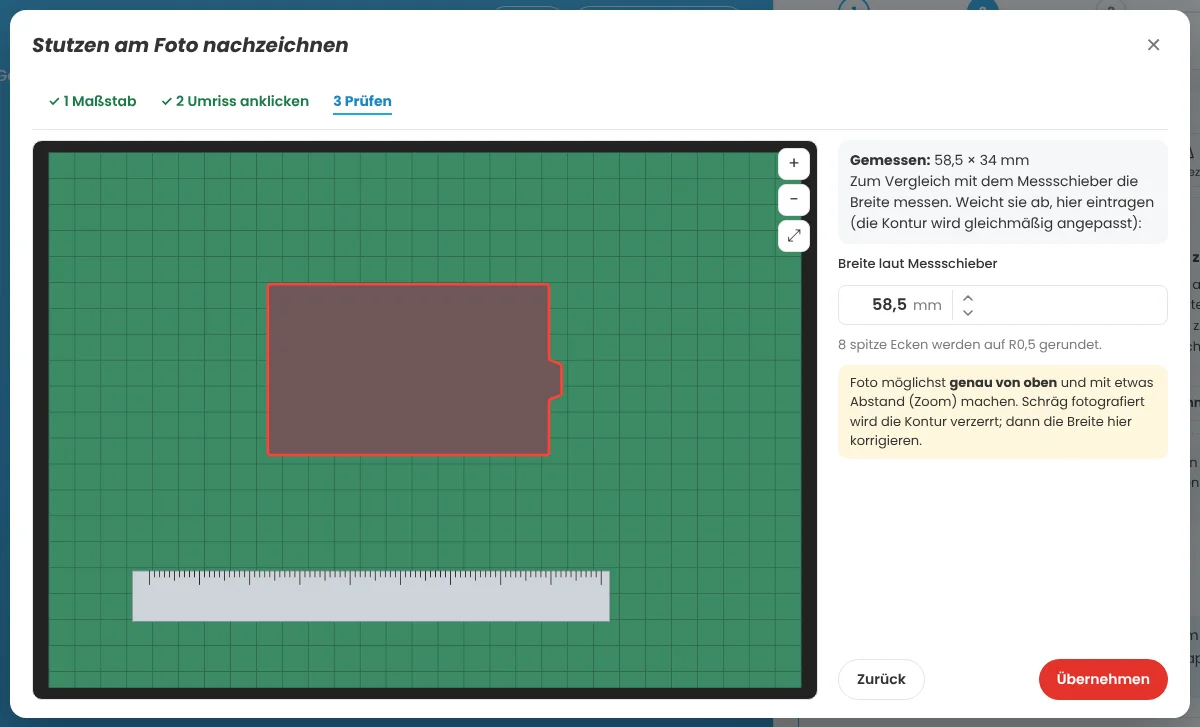 Stutzen am Foto nachzeichnen
1 Maßstab
2 Umriss anklicken
3 Prüfen
Gemessen: 58,5 × 34 mm
Zum Vergleich mit dem Messschieber die
Breite messen. Weicht sie ab, hier eintragen
(die Kontur wird gleichmäßig angepasst):
Breite laut Messschieber
58,5 mm
8 spitze Ecken werden auf R0,5 gerundet.
Foto möglichst genau von oben und mit etwas
Abstand (Zoom) machen. Schräg fotografiert
wird die Kontur verzerrt; dann die Breite hier
korrigieren.
Zurück
Übernehmen